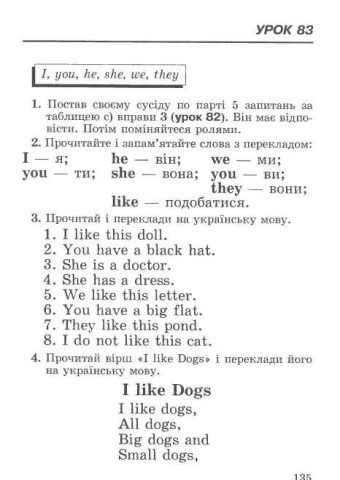 УРОК 83
I, you, he, she, we, they
1. Постав своєму сусіду по парті 5 запитань за
таблицею c) вправи 3 (урок 82). Він має відпо-
вісти. Потім поміняйтеся ролями.
2. Прочитайте і запам'ятайте слова з перекладом:
I — я; he — він; we — ми;
you — ти; she — вона; you — ви;
they — вони;
like — подобатися.
3. Прочитай і переклади на українську мову.
1. I like this doll.
2. You have a black hat.
3. She is a doctor.
4. She has a dress.
5. We like this letter.
6. You have a big flat.
7. They like this pond.
8. I do not like this cat.
4. Прочитай вірш «I like Dogs» і переклади його
на українську мову.
I like Dogs
I like dogs,
All dogs,
Big dogs and
Small dogs,
135